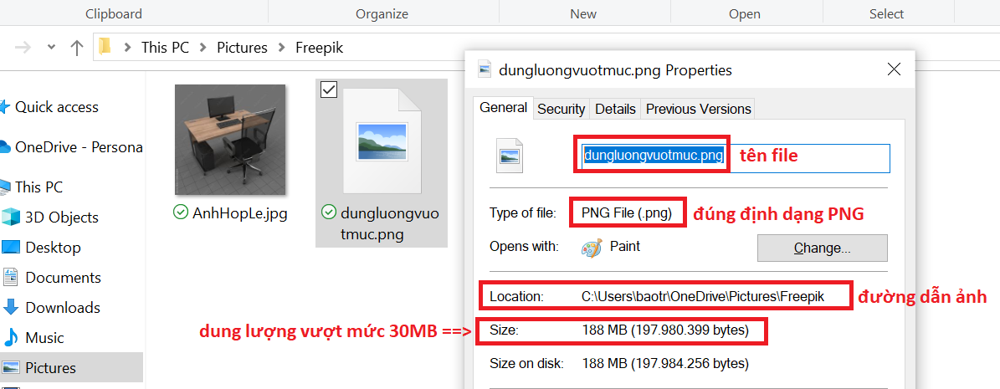 Clipboard Organize New Open Select
This PC Pictures Freepik
Quick access
OneDrive - Persona
This PC
3D Objects
Desktop
Documents
Downloads
Music
Pictures
AnhHopLe.jpg
dungluongvuo
tmuc.png
dungluongvuotmuc.png Properties
General Security Details Previous Versions
dungluongvuotmuc.png tên file
Type of file: PNG File (.png) đúng định dạng PNG
Opens with: Paint Change...
Location: C:\Users\baotr\OneDrive\Pictures\Freepik đường dẫn ảnh
dung lượng vượt mức 30MB ==> Size: 188 MB (197.980.399 bytes)
Size on disk: 188 MB (197.984.256 bytes)